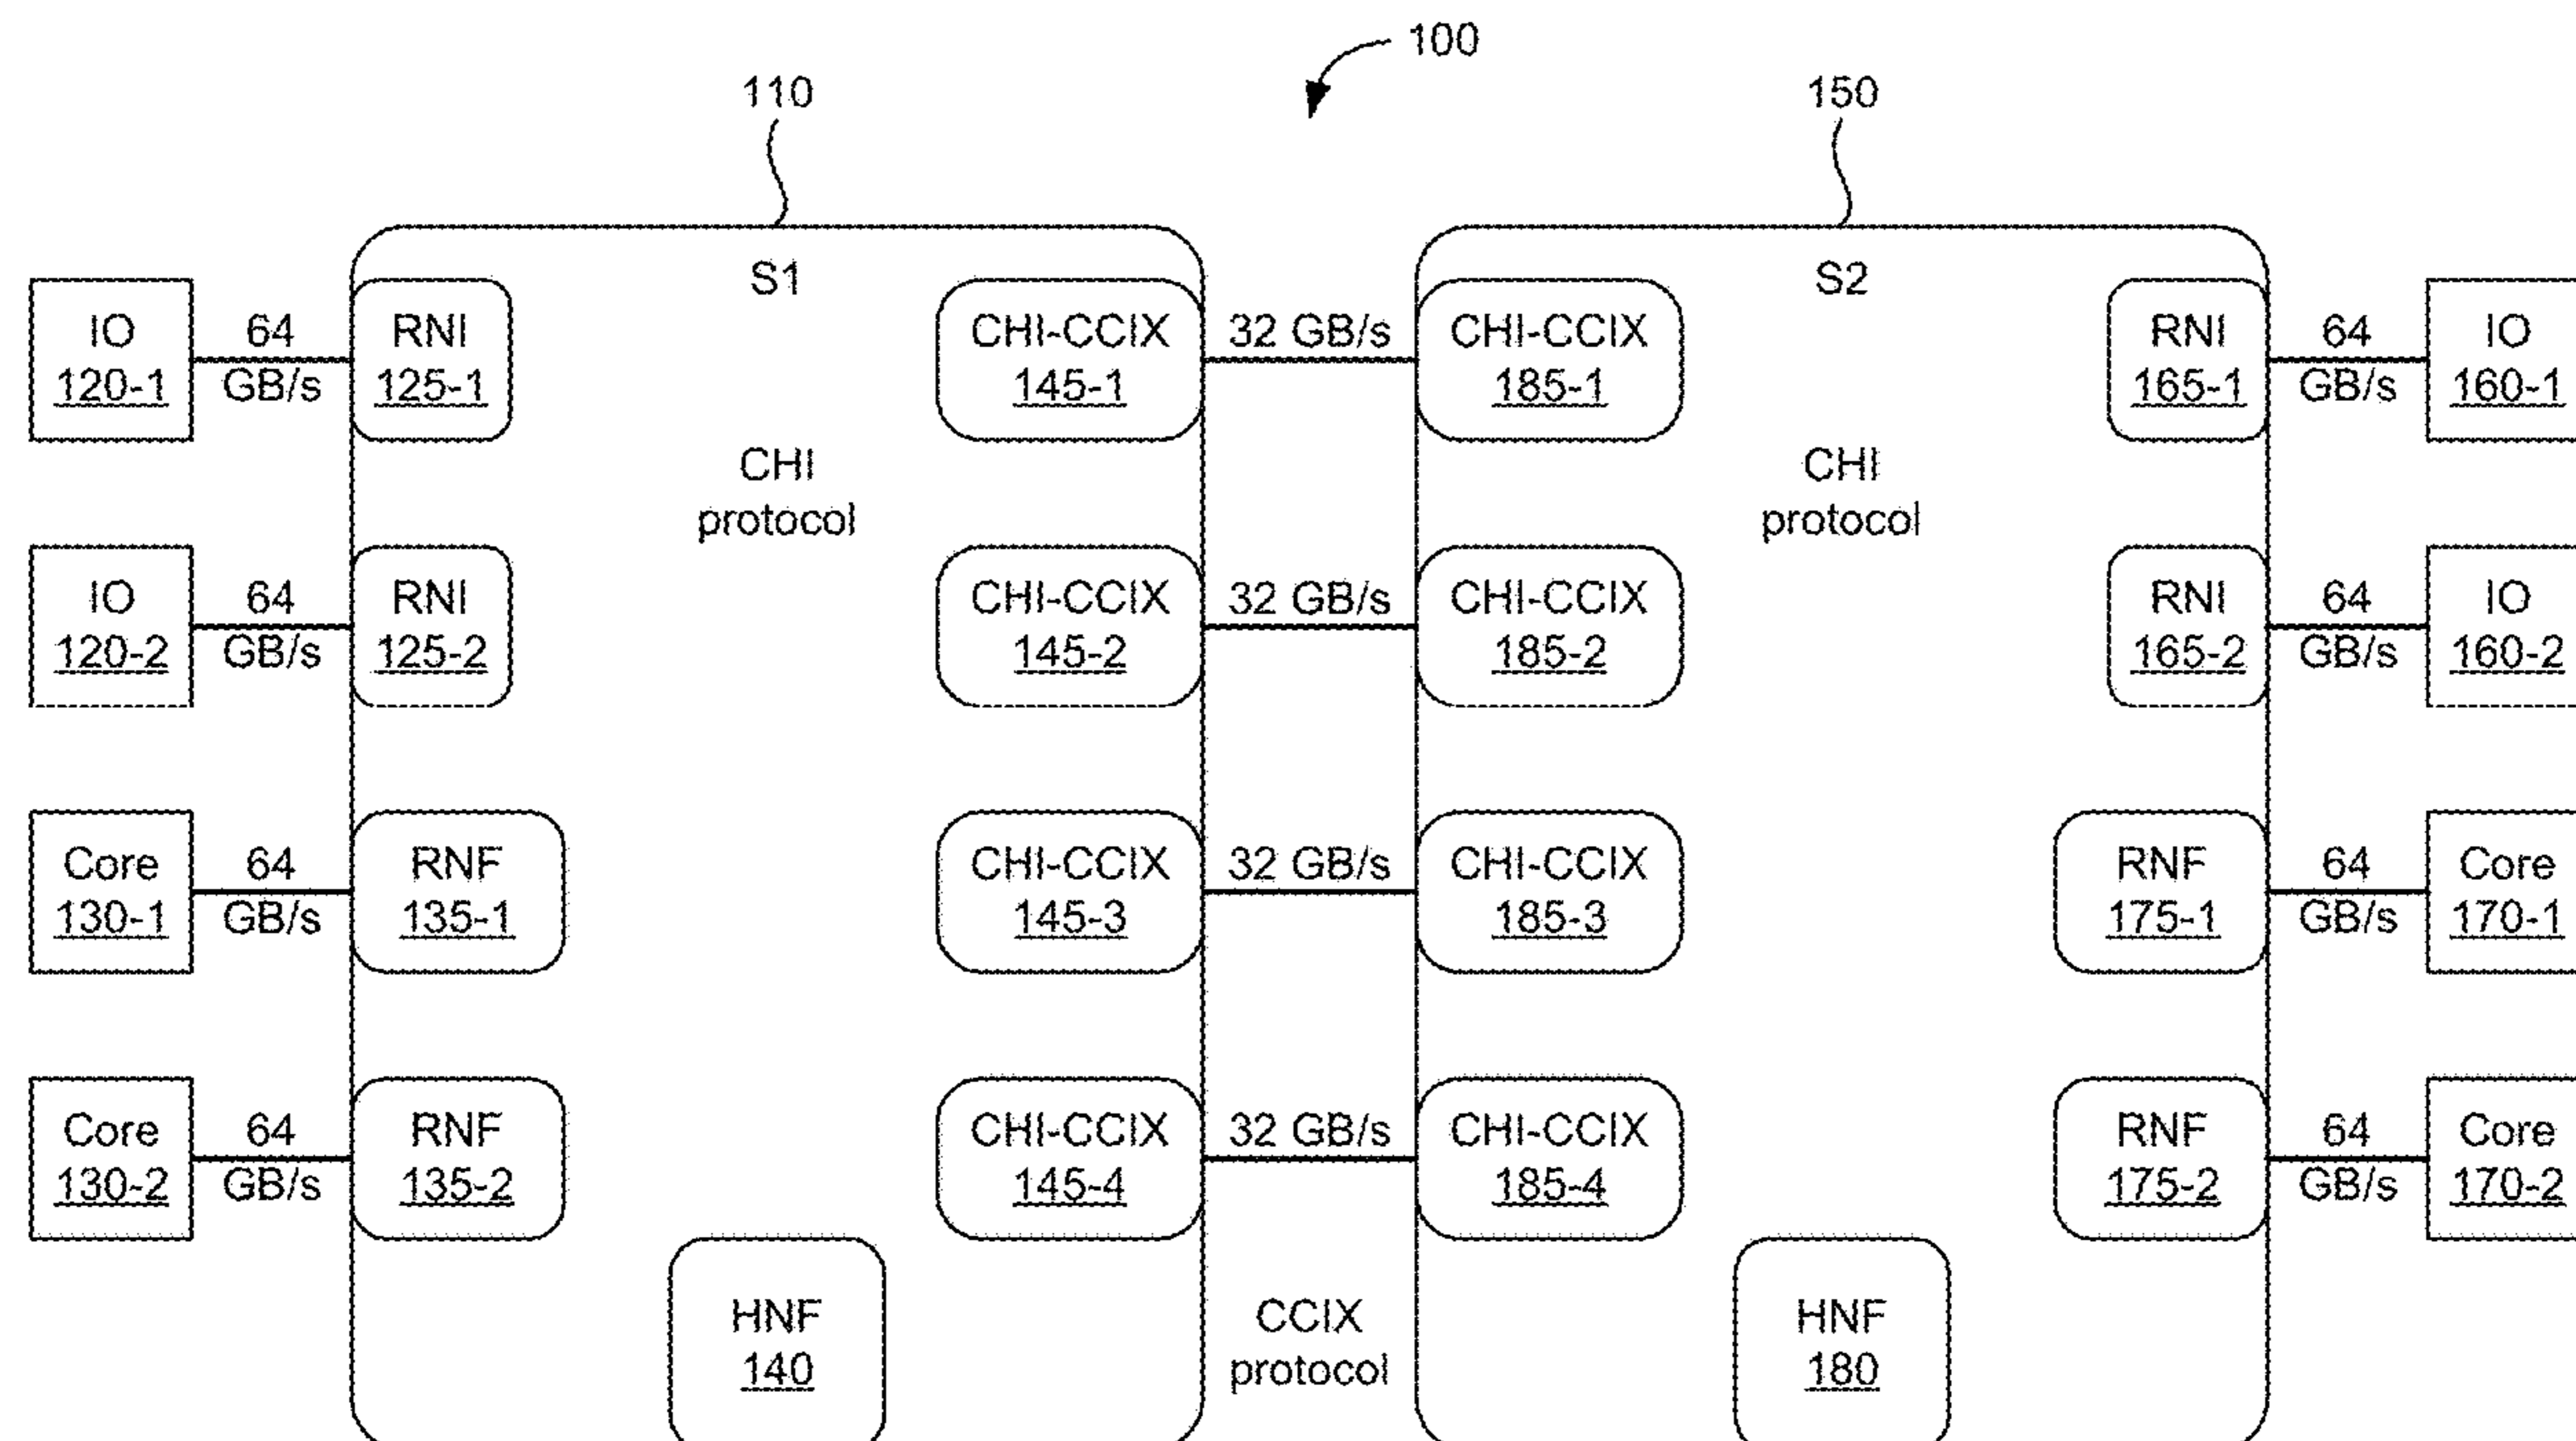 100
110
150
S1
S2
IO
120-1
64
GB/s
RNI
125-1
CHI-CCIX
145-1
32 GB/s
CHI-CCIX
185-1
RNI
165-1
64
GB/s
IO
160-1
CHI
protocol
CHI
protocol
IO
120-2
64
GB/s
RNI
125-2
CHI-CCIX
145-2
32 GB/s
CHI-CCIX
185-2
RNI
165-2
64
GB/s
IO
160-2
Core
130-1
64
GB/s
RNF
135-1
CHI-CCIX
145-3
32 GB/s
CHI-CCIX
185-3
RNF
175-1
64
GB/s
Core
170-1
Core
130-2
64
GB/s
RNF
135-2
CHI-CCIX
145-4
32 GB/s
CHI-CCIX
185-4
RNF
175-2
64
GB/s
Core
170-2
HNF
140
CCIX
protocol
HNF
180